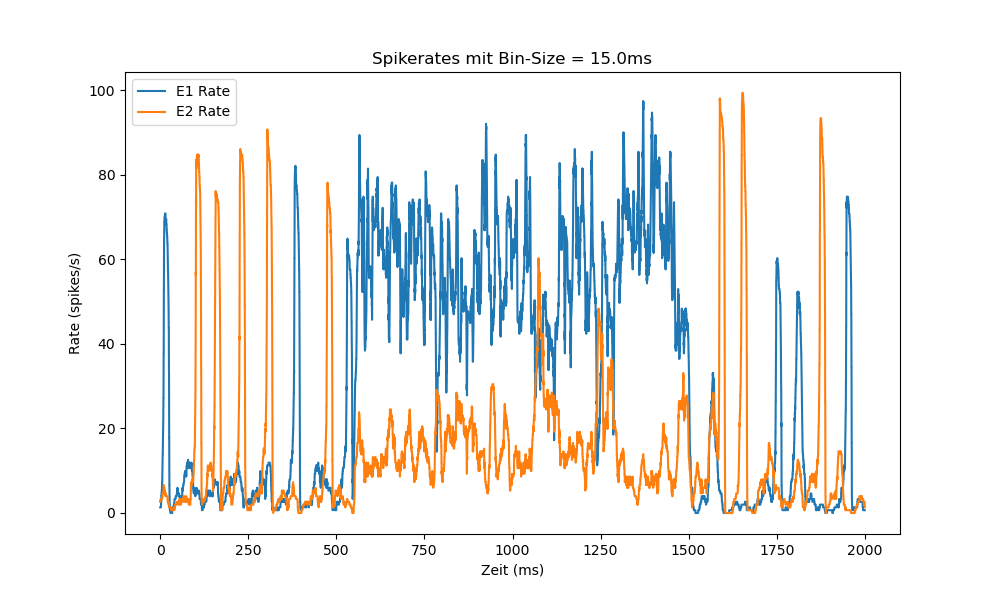 Spikerates mit Bin-Size = 15.0ms
E1 Rate
E2 Rate
Rate (spikes/s)
100
80
60
40
20
0
0 250 500 750 1000 1250 1500 1750 2000
Zeit (ms)